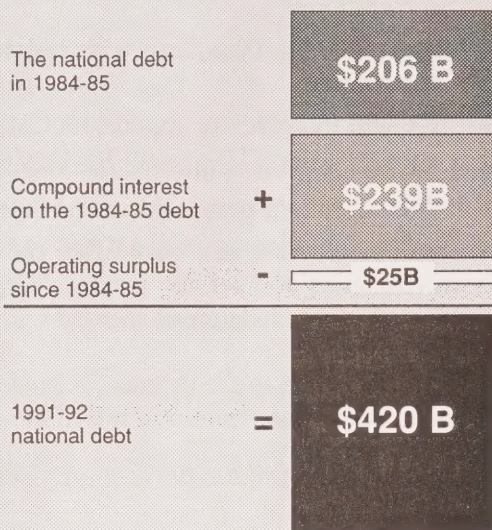 The national debt
in 1984-85
$206 B
Compound interest
on the 1984-85 debt
+
$239B
Operating surplus
since 1984-85
-
$25B
1991-92
national debt
=
$420 B